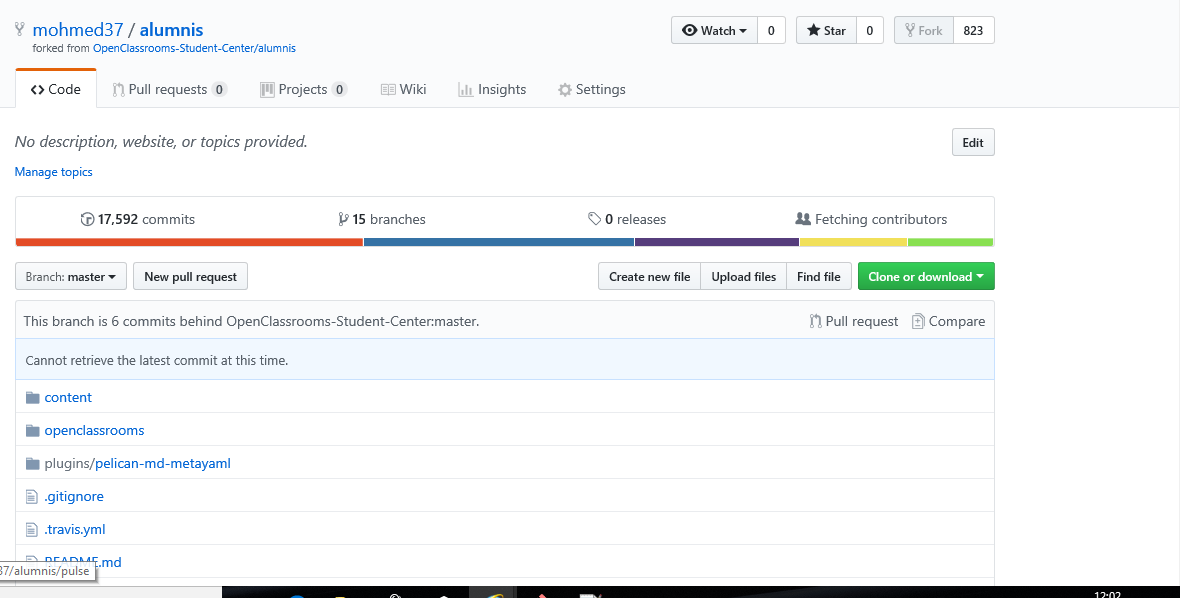 mohmed37 / alumnis
Watch 0 Star 0 Fork 823
forked from OpenClassrooms-Student-Center/alumnis
Code Pull requests 0 Projects 0 Wiki Insights Settings
No description, website, or topics provided.
Edit
Manage topics
17,592 commits 15 branches 0 releases Fetching contributors
Branch: master New pull request Create new file Upload files Find file Clone or download
This branch is 6 commits behind OpenClassrooms-Student-Center:master. Pull request Compare
Cannot retrieve the latest commit at this time.
content
openclassrooms
plugins/pelican-md-metayaml
.gitignore
.travis.yml
README.md
37/alumnis/pulse
12:02